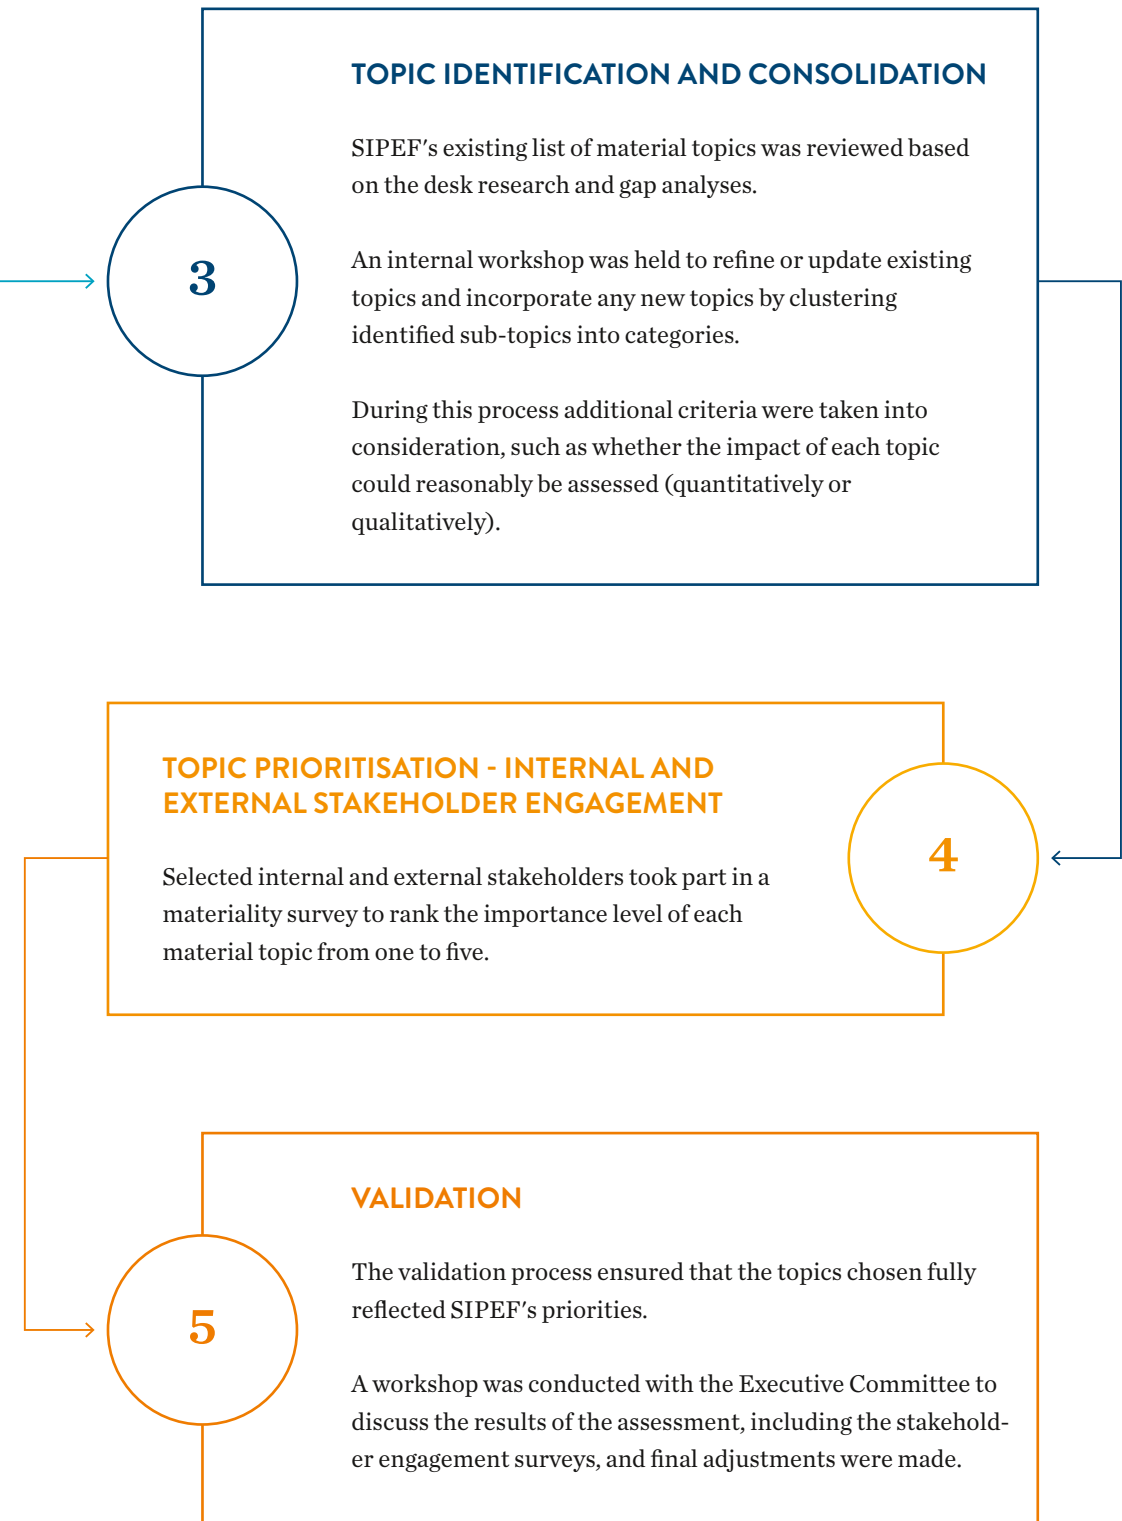 TOPIC IDENTIFICATION AND CONSOLIDATION
SIPEF's existing list of material topics was reviewed based
on the desk research and gap analyses.
3
An internal workshop was held to refine or update existing
topics and incorporate any new topics by clustering
identified sub-topics into categories.
During this process additional criteria were taken into
consideration, such as whether the impact of each topic
could reasonably be assessed (quantitatively or
qualitatively).
TOPIC PRIORITISATION - INTERNAL AND
EXTERNAL STAKEHOLDER ENGAGEMENT
4
Selected internal and external stakeholders took part in a
materiality survey to rank the importance level of each
material topic from one to five.
VALIDATION
The validation process ensured that the topics chosen fully
reflected SIPEF's priorities.
5
A workshop was conducted with the Executive Committee to
discuss the results of the assessment, including the stakehold-
er engagement surveys, and final adjustments were made.